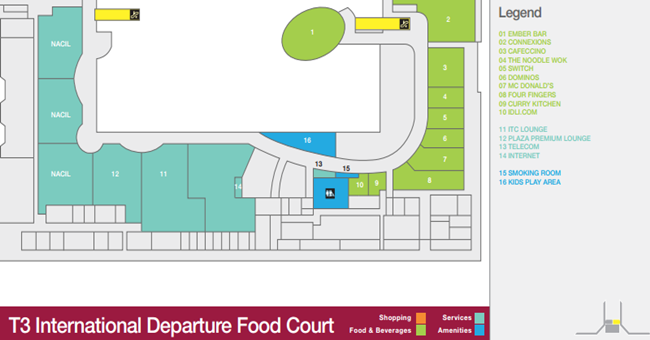 Legend
01 EMBER BAR
02 CONNEXIONS
03 CAFECCINO
04 THE NOODLE WOK
05 SWITCH
06 DOMINOS
07 MC DONALD'S
08 FOUR FINGERS
09 CURRY KITCHEN
10 IDLI.COM
11 ITC LOUNGE
12 PLAZA PREMIUM LOUNGE
13 TELECOM
14 INTERNET
15 SMOKING ROOM
16 KIDS PLAY AREA
NACIL
NACIL
NACIL
12
11
14
13
15
16
10
9
8
7
6
5
4
3
2
1
T3 International Departure Food Court
Shopping
Services
Food & Beverages
Amenities